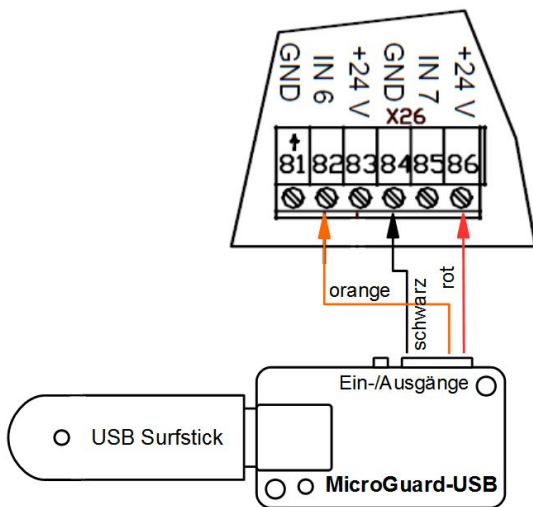 GND
IN 6
+24 V
GND
IN 7
+24 V
X26
81 82 83 84 85 86
orange
schwarz
rot
Ein-/Ausgänge
USB Surfstick
MicroGuard-USB